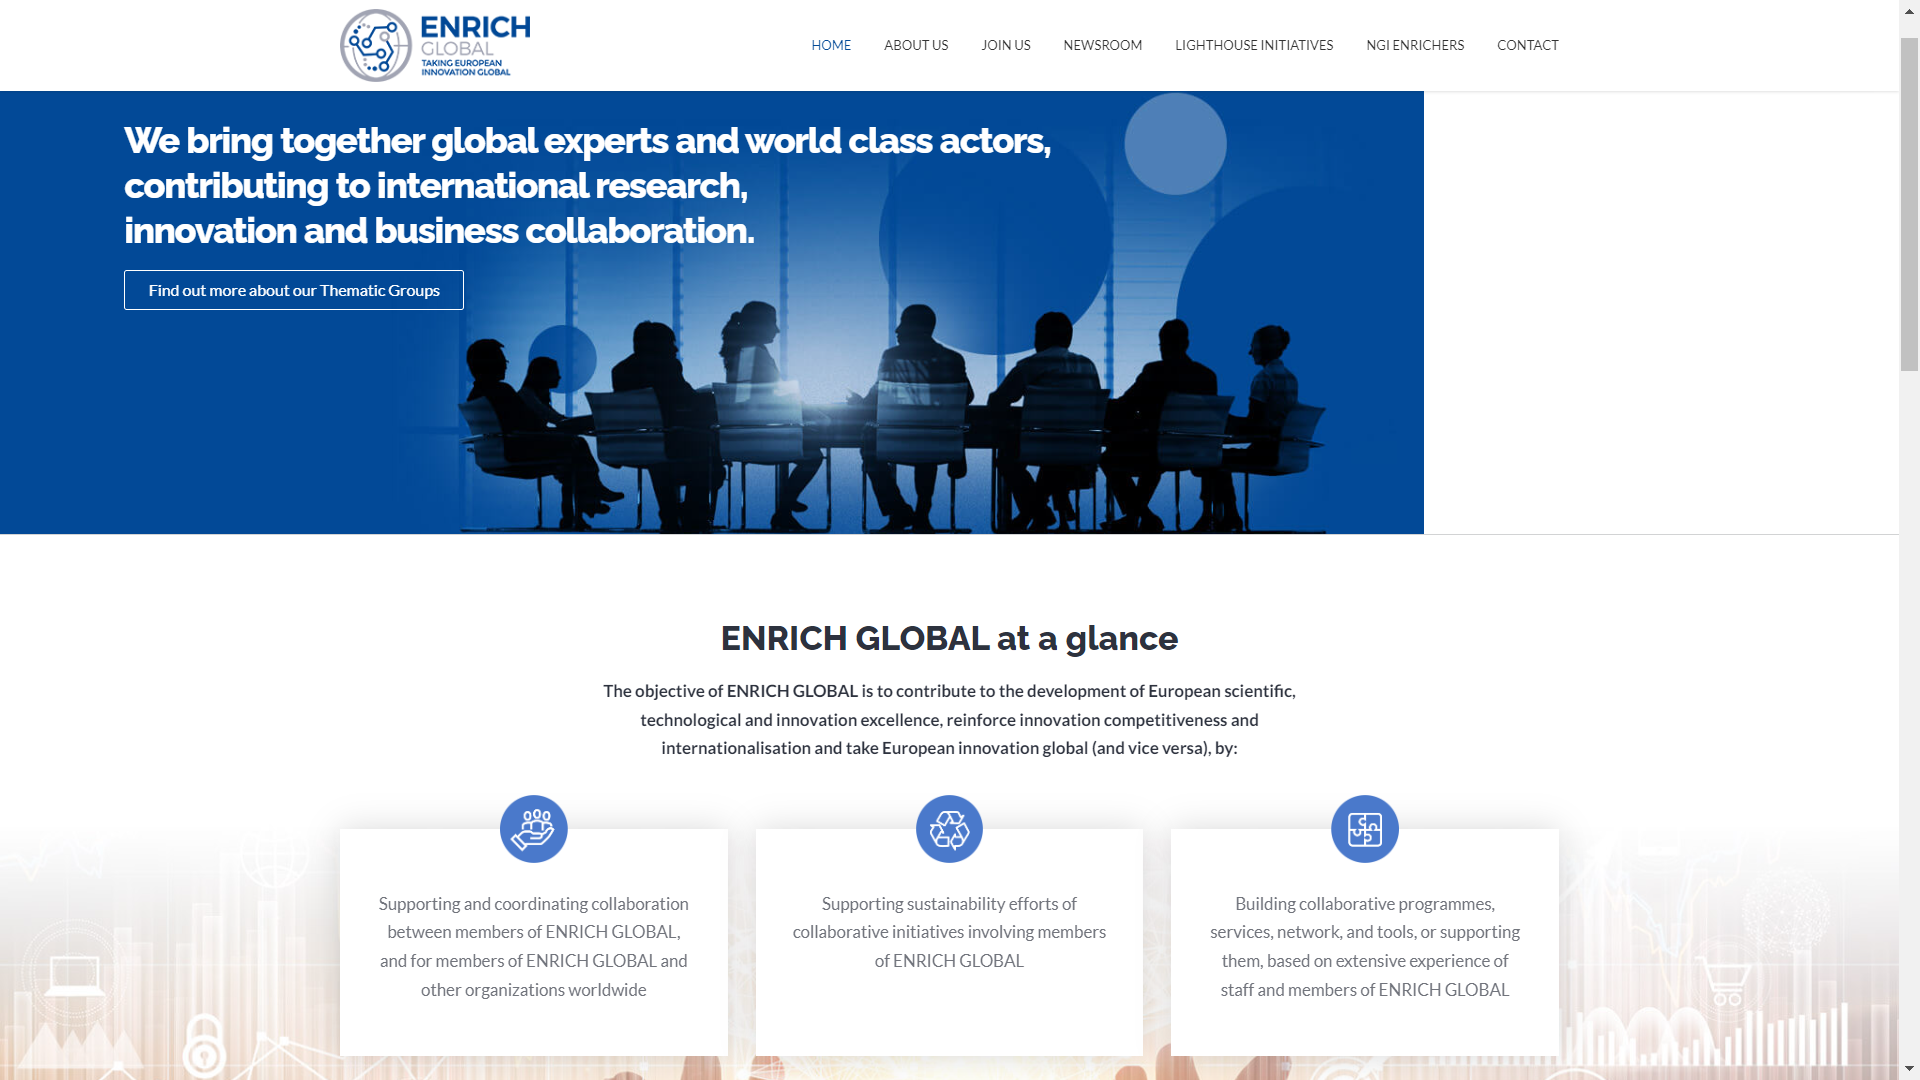 ENRICH
GLOBAL
TAKING EUROPEAN
INNOVATION GLOBAL
HOME ABOUT US JOIN US NEWSROOM LIGHTHOUSE INITIATIVES NGI ENRICHERS CONTACT
We bring together global experts and world class actors,
contributing to international research,
innovation and business collaboration.
Find out more about our Thematic Groups
ENRICH GLOBAL at a glance
The objective of ENRICH GLOBAL is to contribute to the development of European scientific,
technological and innovation excellence, reinforce innovation competitiveness and
internationalisation and take European innovation global (and vice versa), by:
Supporting and coordinating collaboration
between members of ENRICH GLOBAL,
and for members of ENRICH GLOBAL and
other organizations worldwide
Supporting sustainability efforts of
collaborative initiatives involving members
of ENRICH GLOBAL
Building collaborative programmes,
services, network, and tools, or supporting
them, based on extensive experience of
staff and members of ENRICH GLOBAL